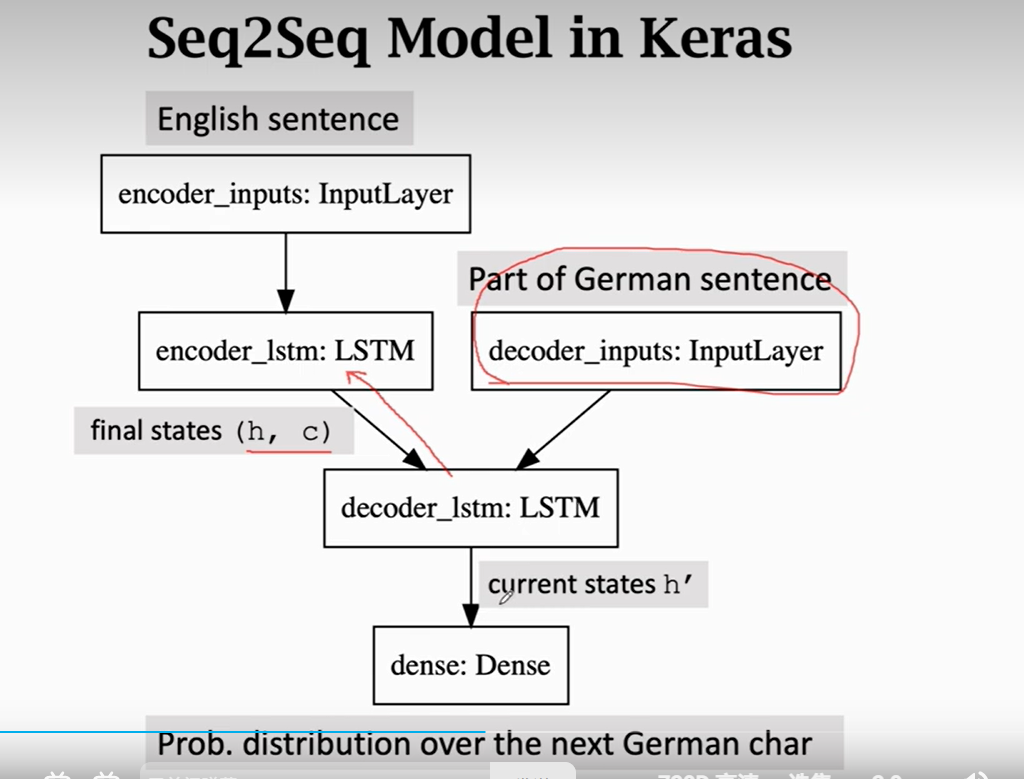 Seq2Seq Model in Keras
English sentence
encoder_inputs: InputLayer
Part of German sentence
encoder_lstm: LSTM
decoder_inputs: InputLayer
final states (h, c)
decoder_lstm: LSTM
current states h′
dense: Dense
Prob. distribution over the next German char